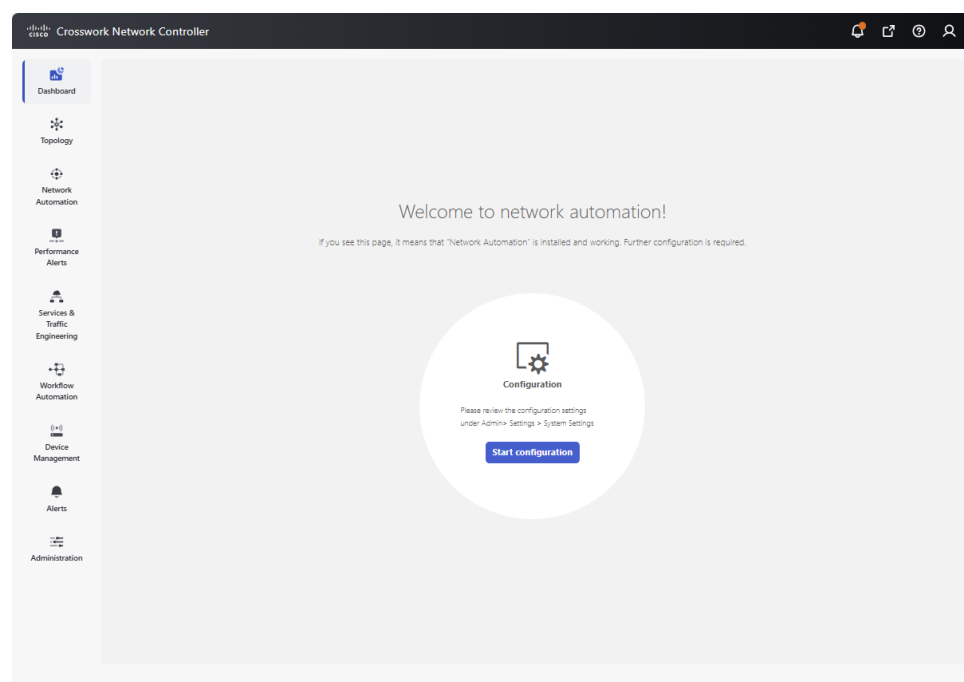 cisco Crosswork Network Controller
Dashboard
Topology
Network
Automation
Performance
Alerts
Services &
Traffic
Engineering
Workflow
Automation
Device
Management
Alerts
Administration
Welcome to network automation!
If you see this page, it means that "Network Automation" is installed and working. Further configuration is required.
Configuration
Please review the configuration settings
under Admin> Settings > System Settings
Start configuration